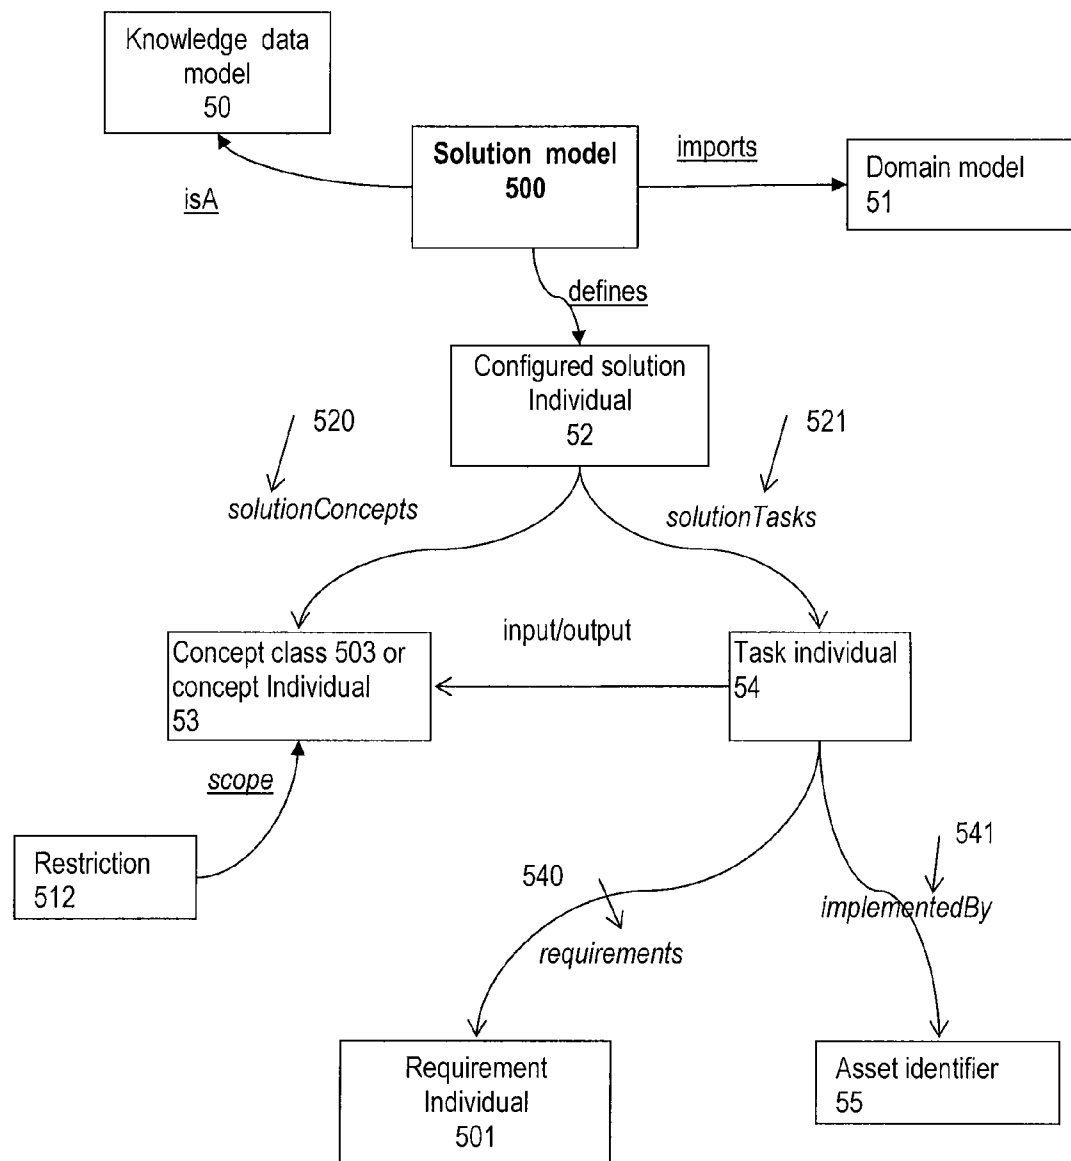 Knowledge data
model
50
Solution model
500
imports
Domain model
51
isA
defines
Configured solution
Individual
52
520
521
solutionConcepts
solutionTasks
input/output
Concept class 503 or
concept Individual
53
Task individual
54
scope
Restriction
512
540
541
implementedBy
requirements
Requirement
Individual
501
Asset identifier
55